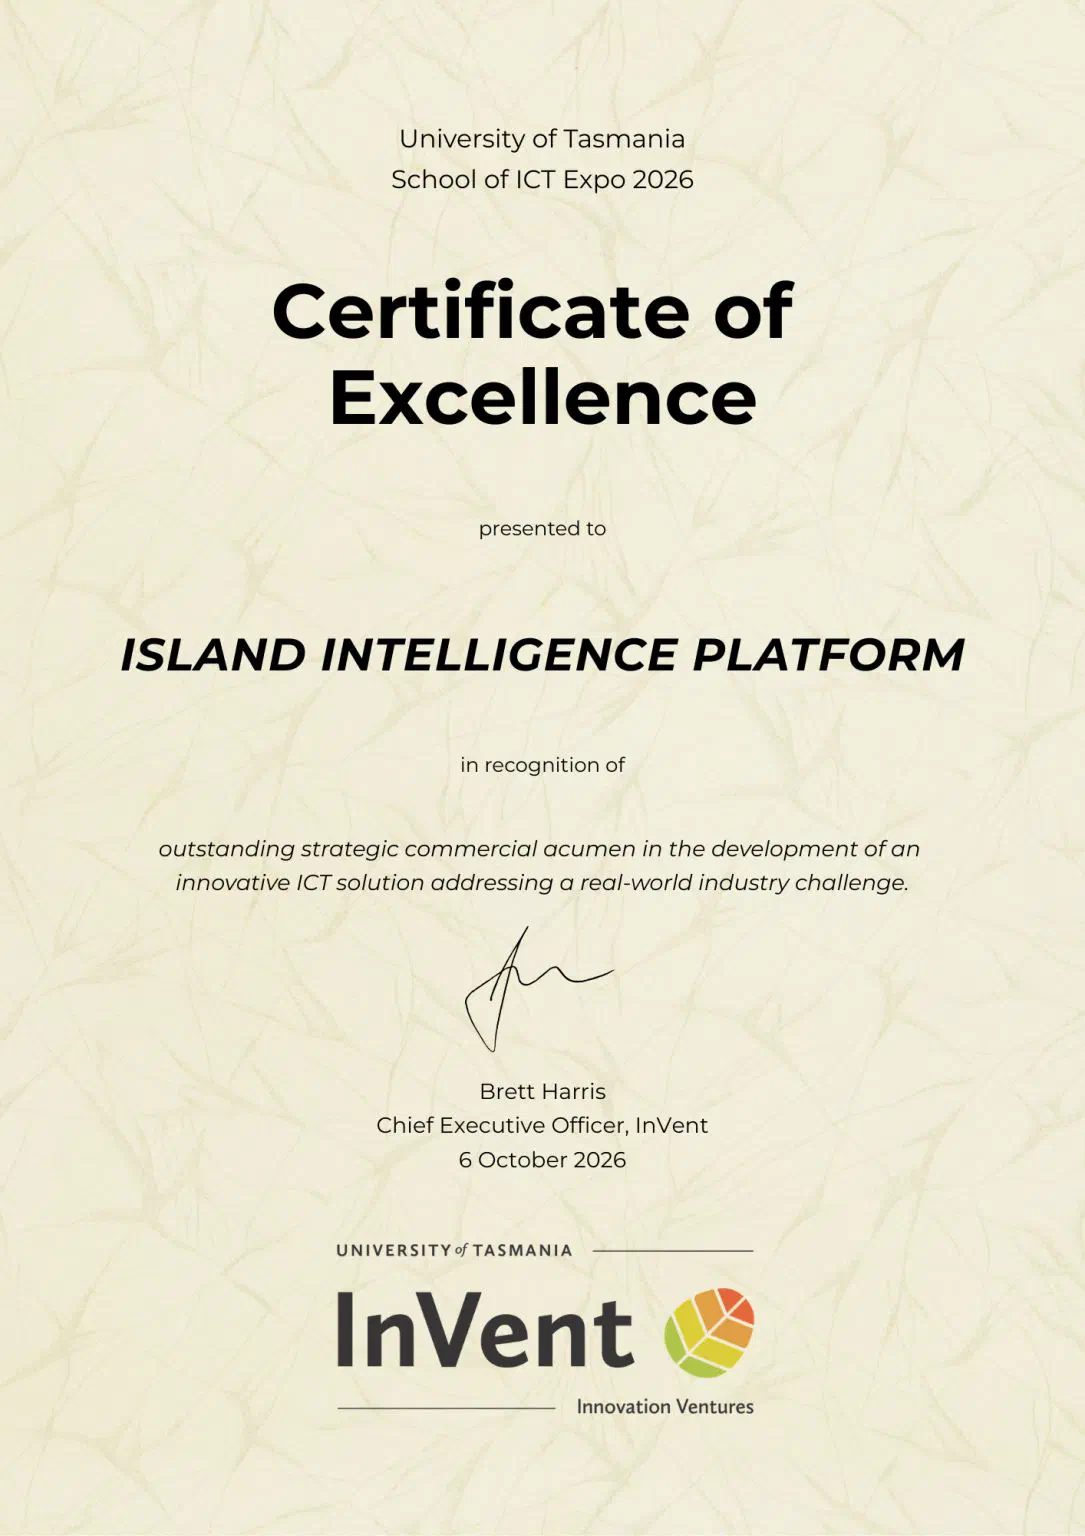 University of Tasmania
School of ICT Expo 2026
Certificate of
Excellence
presented to
ISLAND INTELLIGENCE PLATFORM
in recognition of
outstanding strategic commercial acumen in the development of an
innovative ICT solution addressing a real-world industry challenge.
Brett Harris
Chief Executive Officer, InVent
6 October 2026
UNIVERSITY of TASMANIA
InVent
Innovation Ventures